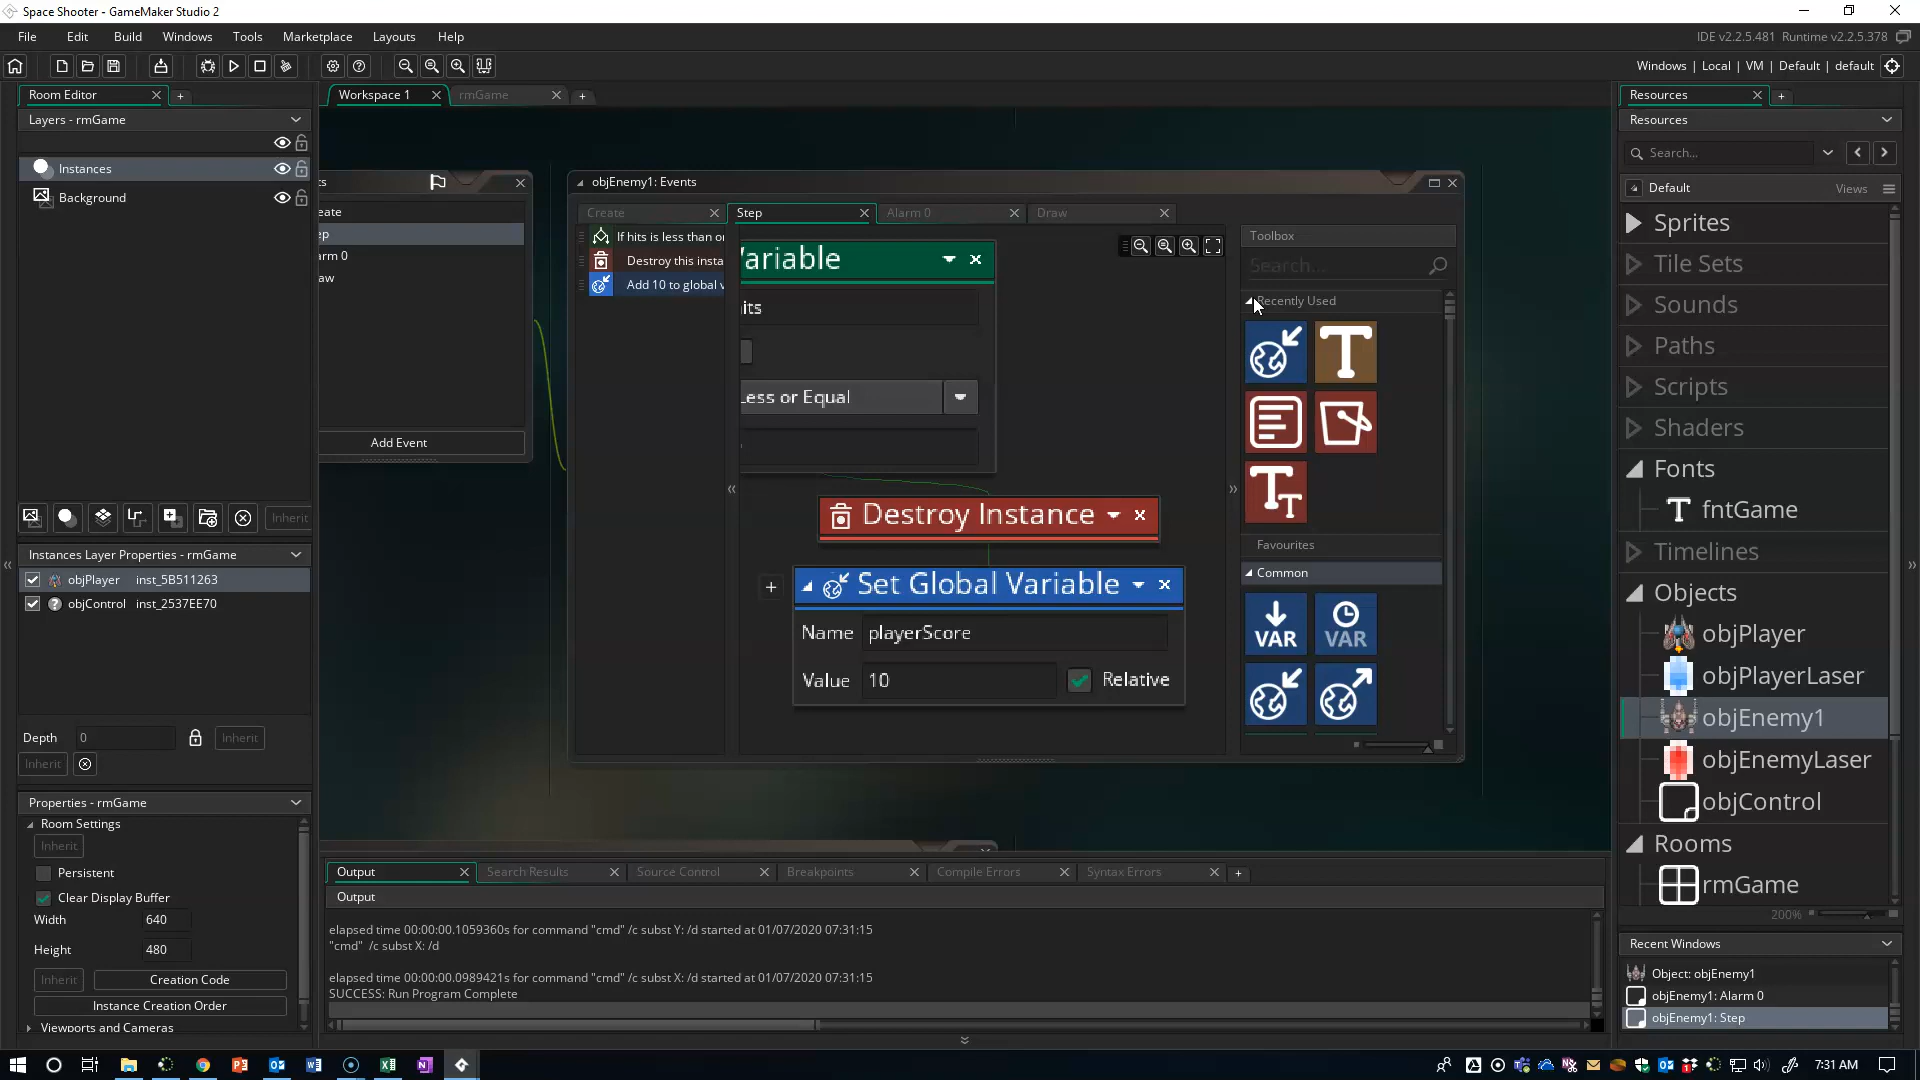 Space Shooter - GameMaker Studio 2
File Edit Build Windows Tools Marketplace Layouts Help
IDE v2.2.5.481 Runtime v2.2.5.378
Windows | Local | VM | Default | default
Room Editor
Layers - rmGame
Instances
Background
Inherit
Instances Layer Properties - rmGame
objPlayer inst_5B511263
objControl inst_2537EE70
Depth 0 Inherit
Inherit
Properties - rmGame
Room Settings
Inherit
Persistent
Clear Display Buffer
Width 640
Height 480
Inherit Creation Code
Instance Creation Order
Viewports and Cameras
Workspace 1 rmGame
ts
reate
ep
arm 0
aw
Add Event
objEnemy1: Events
Create Step Alarm 0 Draw
If hits is less than or
Destroy this insta
Add 10 to global v
Variable
its
Less or Equal
Destroy Instance
Set Global Variable
Name playerScore
Value 10 Relative
Toolbox
Search...
Recently Used
Favourites
Common
VAR VAR
Output Search Results Source Control Breakpoints Compile Errors Syntax Errors
Output
elapsed time 00:00:00.1059360s for command "cmd" /c subst Y: /d started at 01/07/2020 07:31:15
"cmd" /c subst X: /d
elapsed time 00:00:00.0989421s for command "cmd" /c subst X: /d started at 01/07/2020 07:31:15
SUCCESS: Run Program Complete
Resources
Resources
Search...
Default Views
Sprites
Tile Sets
Sounds
Paths
Scripts
Shaders
Fonts
fntGame
Timelines
Objects
objPlayer
objPlayerLaser
objEnemy1
objEnemyLaser
objControl
Rooms
rmGame
200%
Recent Windows
Object: objEnemy1
objEnemy1: Alarm 0
objEnemy1: Step
7:31 AM